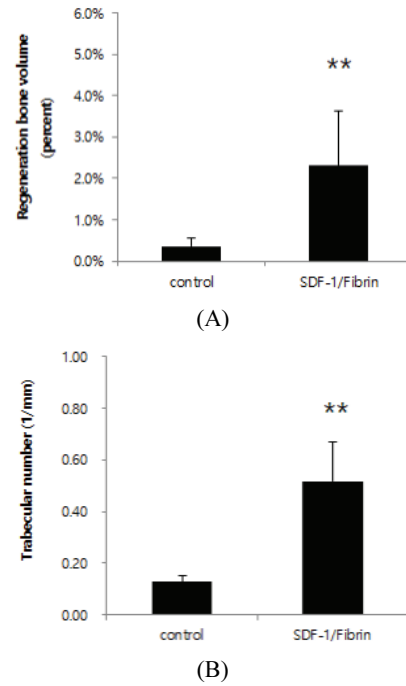 Regeneration bone volume
(percent)
6.0%
5.0%
4.0%
3.0%
2.0%
1.0%
0.0%
**
control
SDF-1/Fibrin
(A)
Trabecular number (1/mm)
1.00
0.80
0.60
0.40
0.20
0.00
**
control
SDF-1/Fibrin
(B)